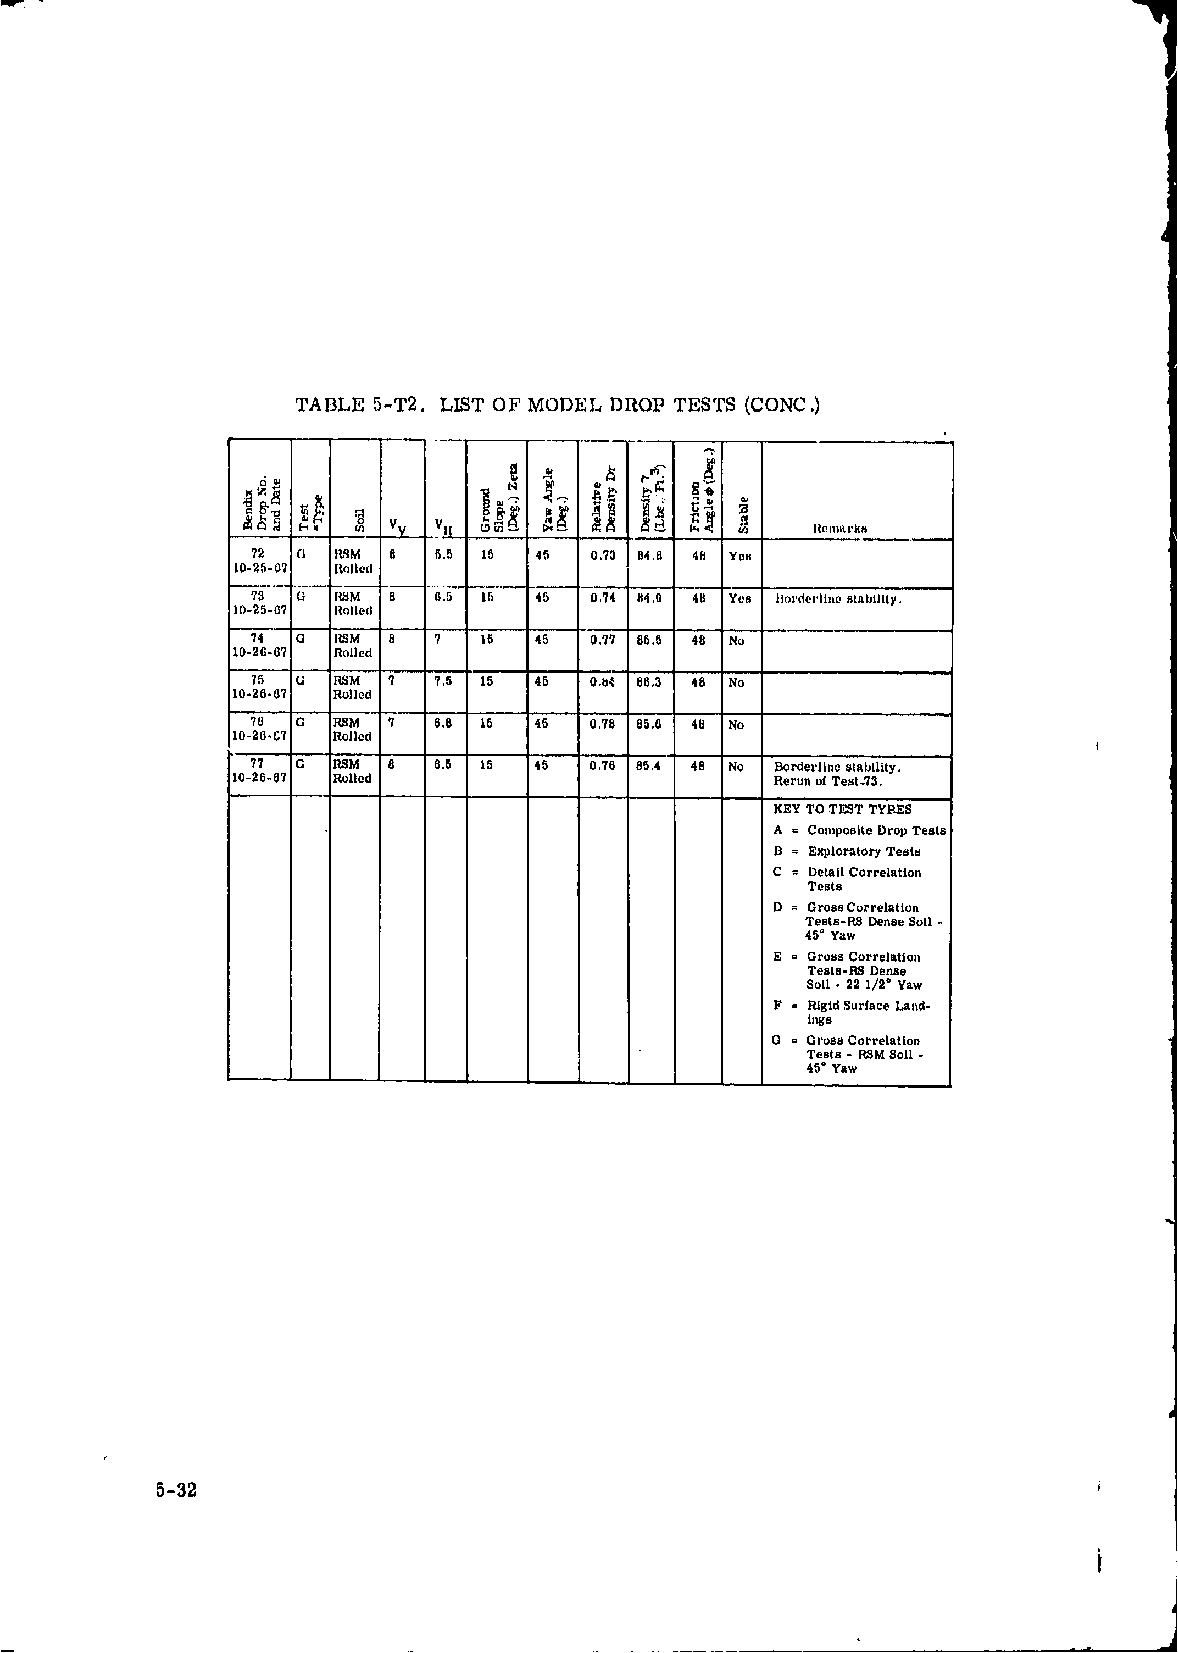 TABLE 5-T2. LIST OF MODEL DROP TESTS (CONC.)
Bendix Drop No. and Date
Test *Type
Soil
VV
VH
Ground Slope (Deg.) Zeta
Yaw Angle (Deg.)
Relative Density Dr
Density γ (Lbs./Ft.3)
Friction Angle Φ (Deg.)
Stable
Remarks
72 G RSM 6 5.5 15 45 0.73 84.8 48 Yes
10-25-67 Rolled
73 G RSM 8 6.5 15 45 0.74 84.9 48 Yes Borderline stability.
10-25-67 Rolled
74 G RSM 8 7 15 45 0.77 85.5 48 No
10-26-67 Rolled
75 G RSM 7 7.5 15 45 86.3 48 No
10-26-67 Rolled
76 G RSM 7 6.8 15 45 0.78 85.6 48 No
10-26-67 Rolled
77 G RSM 6.5 15 45 0.76 85.4 48 No Borderline stability.
10-26-67 Rolled Rerun of Test-73.
KEY TO TEST TYPES
A = Composite Drop Tests
B = Exploratory Tests
C = Detail Correlation
Tests
D = Gross Correlation
Tests-RS Dense Soil -
45° Yaw
E = Gross Correlation
Tests-RS Dense
Soil - 22 1/2° Yaw
F = Rigid Surface Land-
ings
G = Gross Correlation
Tests - RSM Soil -
45° Yaw
5-32